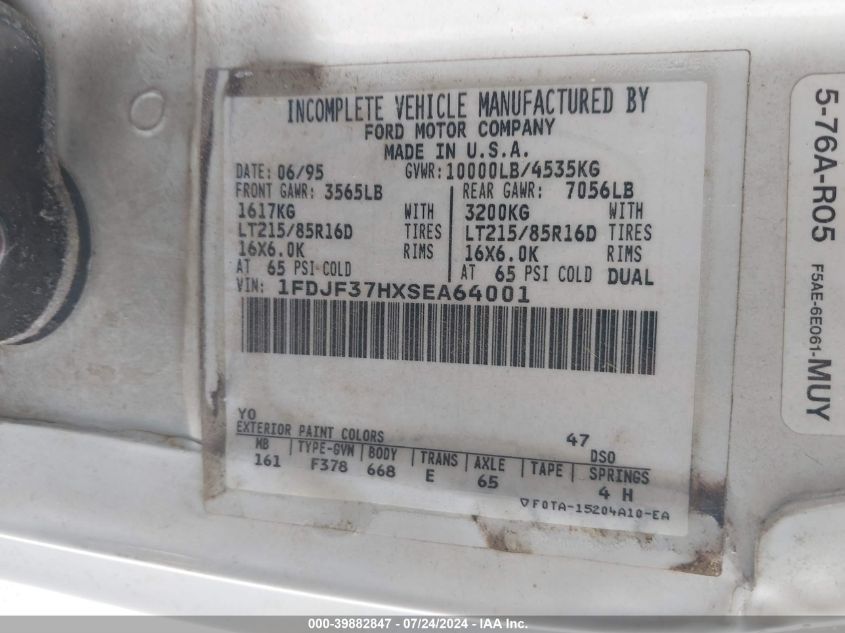 INCOMPLETE VEHICLE MANUFACTURED BY
FORD MOTOR COMPANY
MADE IN U.S.A.
DATE: 06/95 GVWR: 10000LB/4535KG
FRONT GAWR: 3565LB REAR GAWR: 7056LB
1617KG WITH 3200KG WITH
LT215/85R16D TIRES LT215/85R16D TIRES
16X6.0K RIMS 16X6.0K RIMS
AT 65 PSI COLD AT 65 PSI COLD DUAL
VIN: 1FDJF37HXSEA64001
YO
EXTERIOR PAINT COLORS 47 DSO
WB TYPE-GVW BODY TRANS AXLE TAPE SPRINGS
161 F378 668 E 65 4 H
▽F0TA-15204A10-EA
5-76A-R05 F5AE-6E061-MUY
000-39882847 / 07/24/2024 - IMAGE PROPERTY OF IAA, INC.